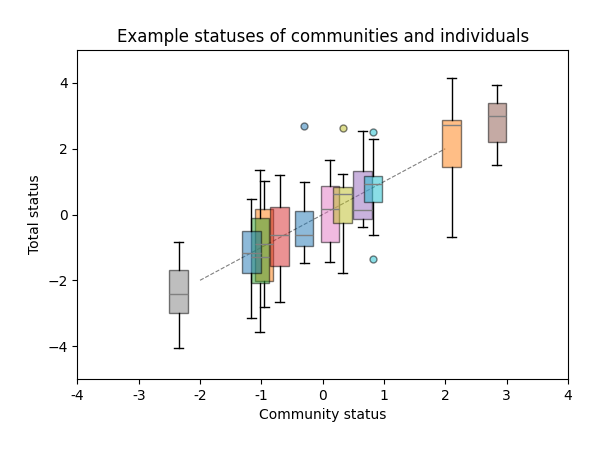 Example statuses of communities and individuals
Total status
4
2
0
−2
−4
-4 -3 -2 -1 0 1 2 3 4
Community status